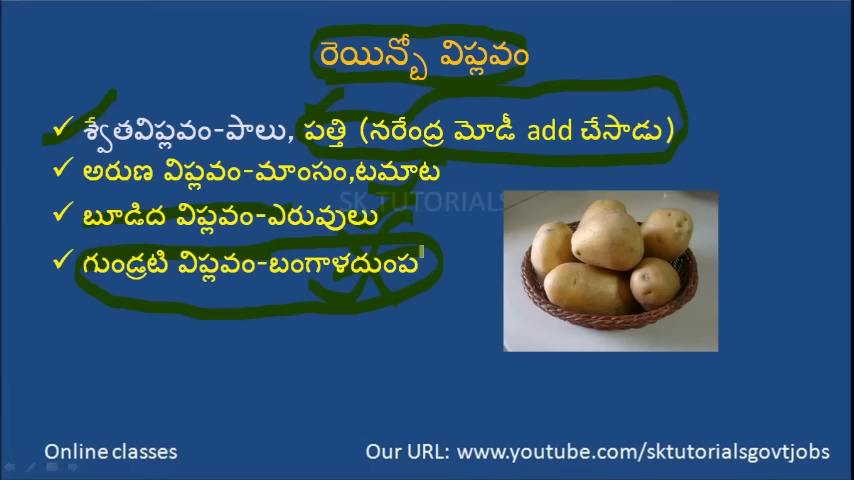 రెయిన్బో విప్లవం
శ్వేతవిప్లవం-పాలు, పత్తి (నరేంద్ర మోడీ add చేసాడు)
అరుణ విప్లవం-మాంసం,టమాట
SK TUTORIALS
బూడిద విప్లవం-ఎరువులు
గుండ్రటి విప్లవం-బంగాళదుంప
Online classes
Our URL: www.youtube.com/sktutorialsgovtjobs